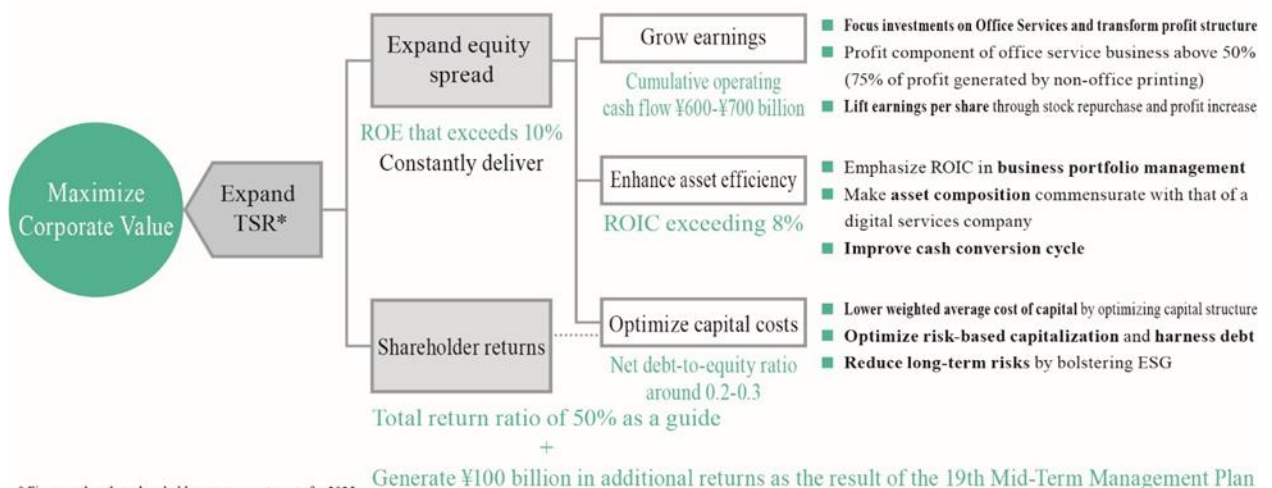 Maximize
Corporate Value
Expand
TSR*
Expand equity
spread
ROE that exceeds 10%
Constantly deliver
Shareholder returns
Total return ratio of 50% as a guide
+
Generate ¥100 billion in additional returns as the result of the 19th Mid-Term Management Plan
Grow earnings
Cumulative operating
cash flow ¥600-¥700 billion
■ Focus investments on Office Services and transform profit structure
■ Profit component of office service business above 50%
(75% of profit generated by non-office printing)
■ Lift earnings per share through stock repurchase and profit increase
Enhance asset efficiency
ROIC exceeding 8%
■ Emphasize ROIC in business portfolio management
■ Make asset composition commensurate with that of a
digital services company
■ Improve cash conversion cycle
Optimize capital costs
Net debt-to-equity ratio
around 0.2-0.3
■ Lower weighted average cost of capital by optimizing capital structure
■ Optimize risk-based capitalization and harness debt
■ Reduce long-term risks by bolstering ESG